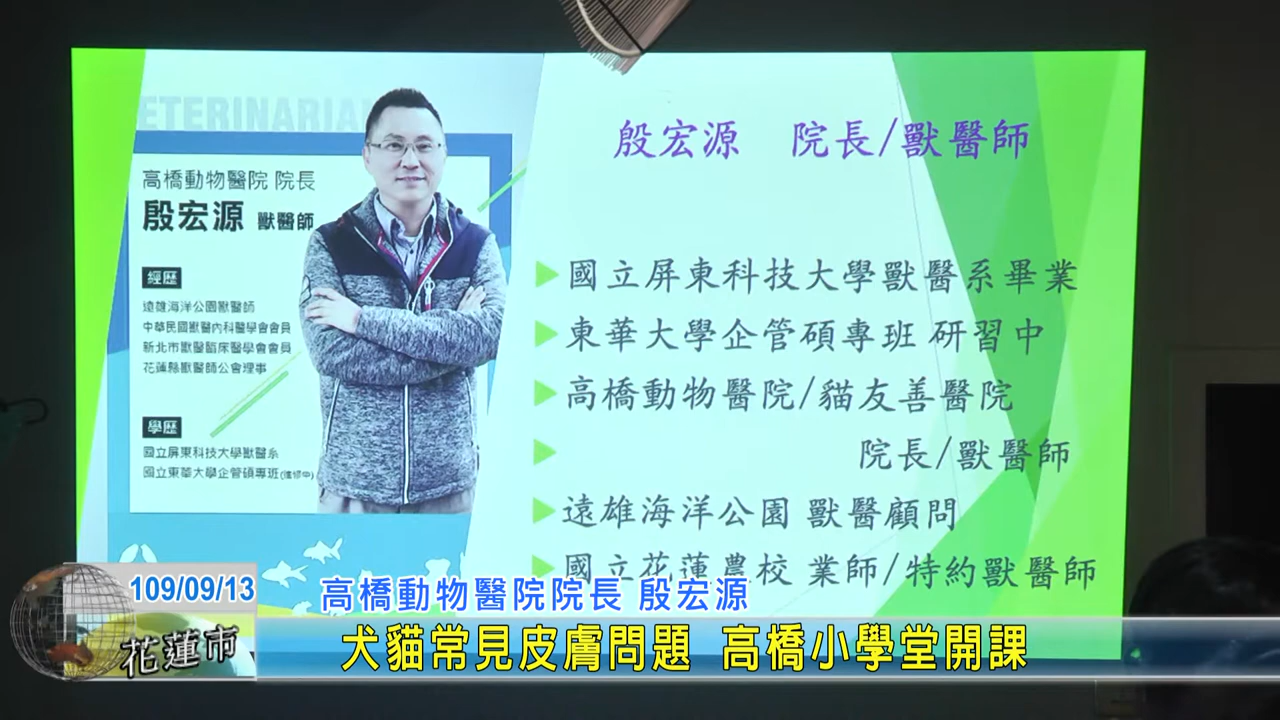 ETERINARIA
高橋動物醫院 院長
殷宏源 獸醫師
經歷
遠雄海洋公園獸醫師
中華民國獸醫內科醫學會會員
新北市獸醫臨床醫學會會員
花蓮縣獸醫師公會理事
學歷
國立屏東科技大學獸醫系
國立東華大學企管碩專班(進修中)
殷宏源 院長/獸醫師
國立屏東科技大學獸醫系畢業
東華大學企管碩專班 研習中
高橋動物醫院/貓友善醫院
院長/獸醫師
遠雄海洋公園 獸醫顧問
國立花蓮農校 業師/特約獸醫師
109/09/13
花蓮市
高橋動物醫院院長 殷宏源
犬貓常見皮膚問題 高橋小學堂開課